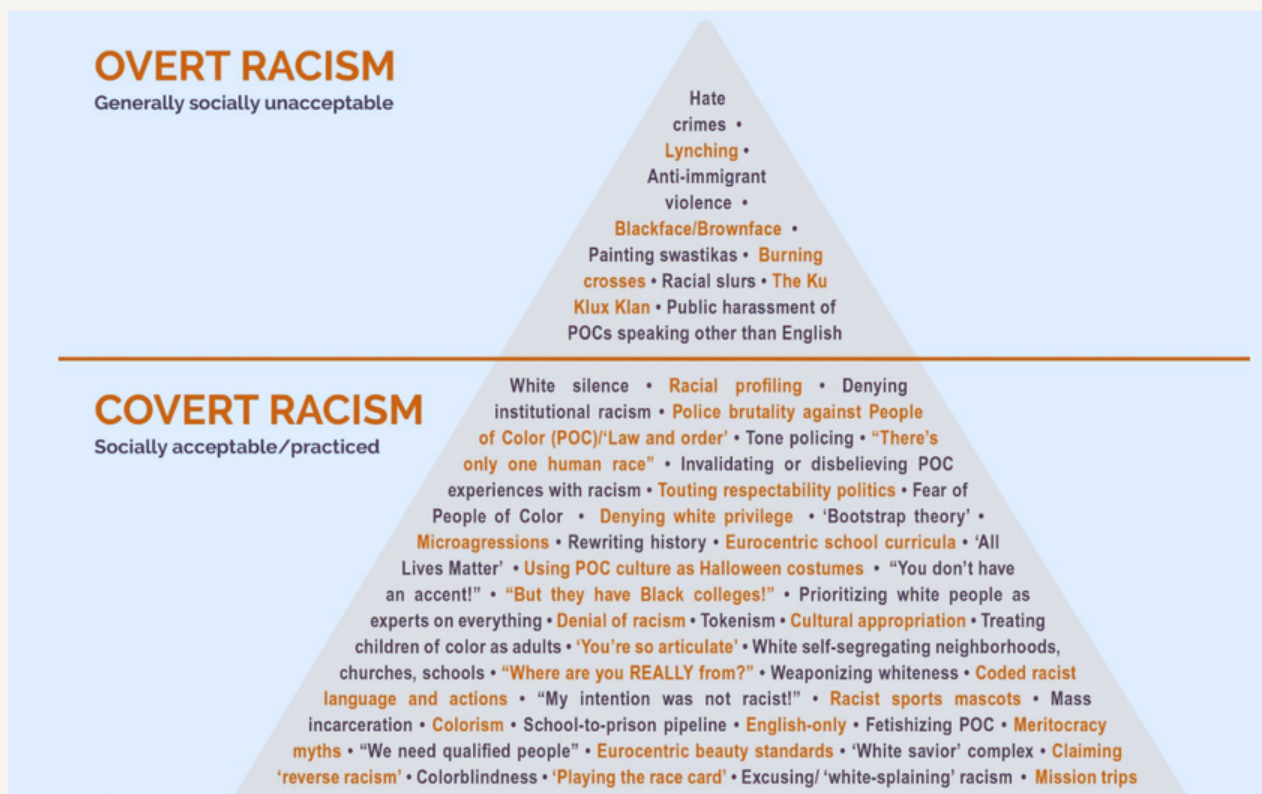 OVERT RACISM
Generally socially unacceptable
Hate
crimes •
Lynching •
Anti-immigrant
violence •
Blackface/Brownface •
Painting swastikas • Burning
crosses • Racial slurs • The Ku
Klux Klan • Public harassment of
POCs speaking other than English
COVERT RACISM
Socially acceptable/practiced
White silence • Racial profiling • Denying
institutional racism • Police brutality against People
of Color (POC)/‘Law and order’ • Tone policing • “There’s
only one human race” • Invalidating or disbelieving POC
experiences with racism • Touting respectability politics • Fear of
People of Color • Denying white privilege • ‘Bootstrap theory’ •
Microagressions • Rewriting history • Eurocentric school curricula • ‘All
Lives Matter’ • Using POC culture as Halloween costumes • “You don’t have
an accent!” • “But they have Black colleges!” • Prioritizing white people as
experts on everything • Denial of racism • Tokenism • Cultural appropriation • Treating
children of color as adults • ‘You’re so articulate’ • White self-segregating neighborhoods,
churches, schools • “Where are you REALLY from?” • Weaponizing whiteness • Coded racist
language and actions • “My intention was not racist!” • Racist sports mascots • Mass
incarceration • Colorism • School-to-prison pipeline • English-only • Fetishizing POC • Meritocracy
myths • “We need qualified people” • Eurocentric beauty standards • ‘White savior’ complex • Claiming
‘reverse racism’ • Colorblindness • ‘Playing the race card’ • Excusing/ ‘white-splaining’ racism • Mission trips